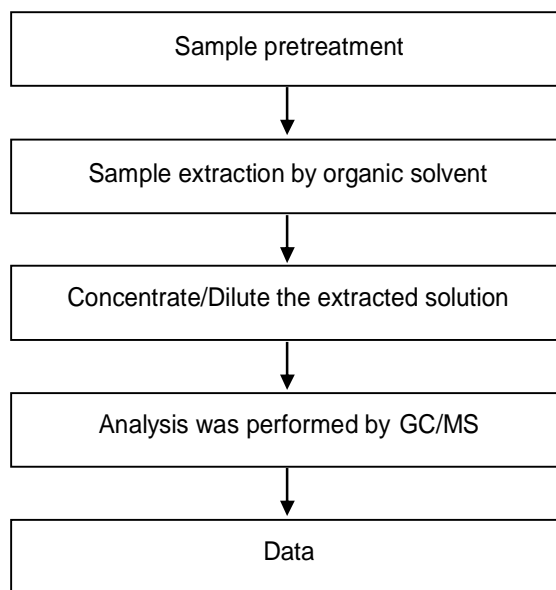 Sample pretreatment
Sample extraction by organic solvent
Concentrate/Dilute the extracted solution
Analysis was performed by GC/MS
Data